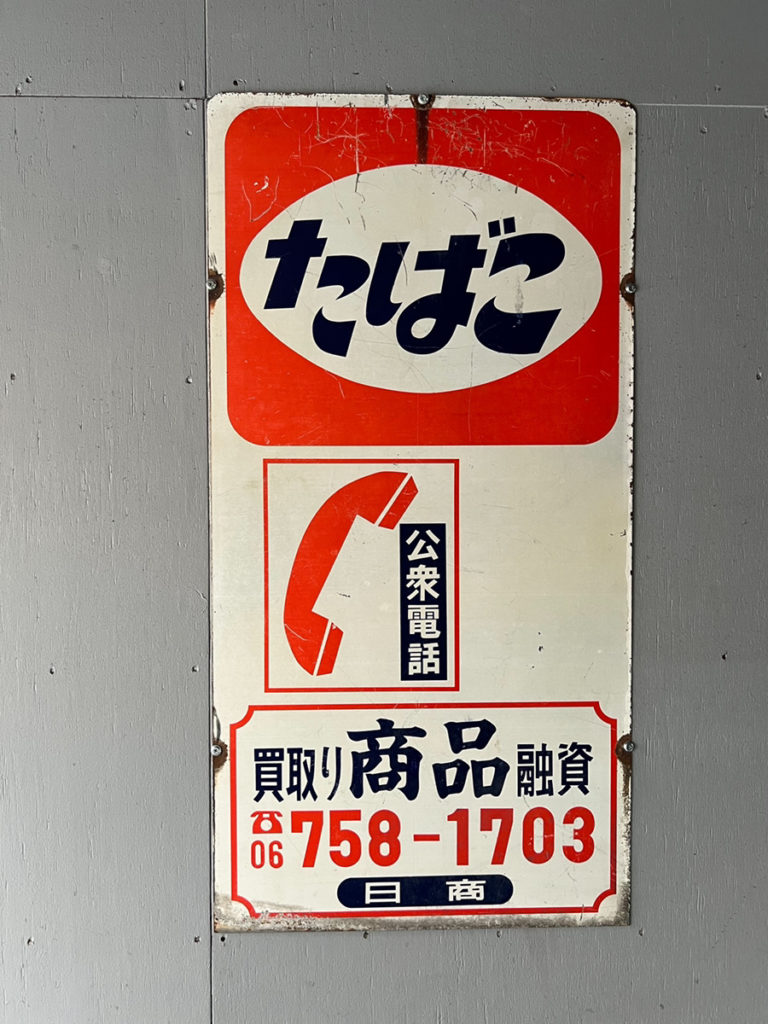 たばこ
公衆電話
買取り商品融資
☎06 758-1703
日商